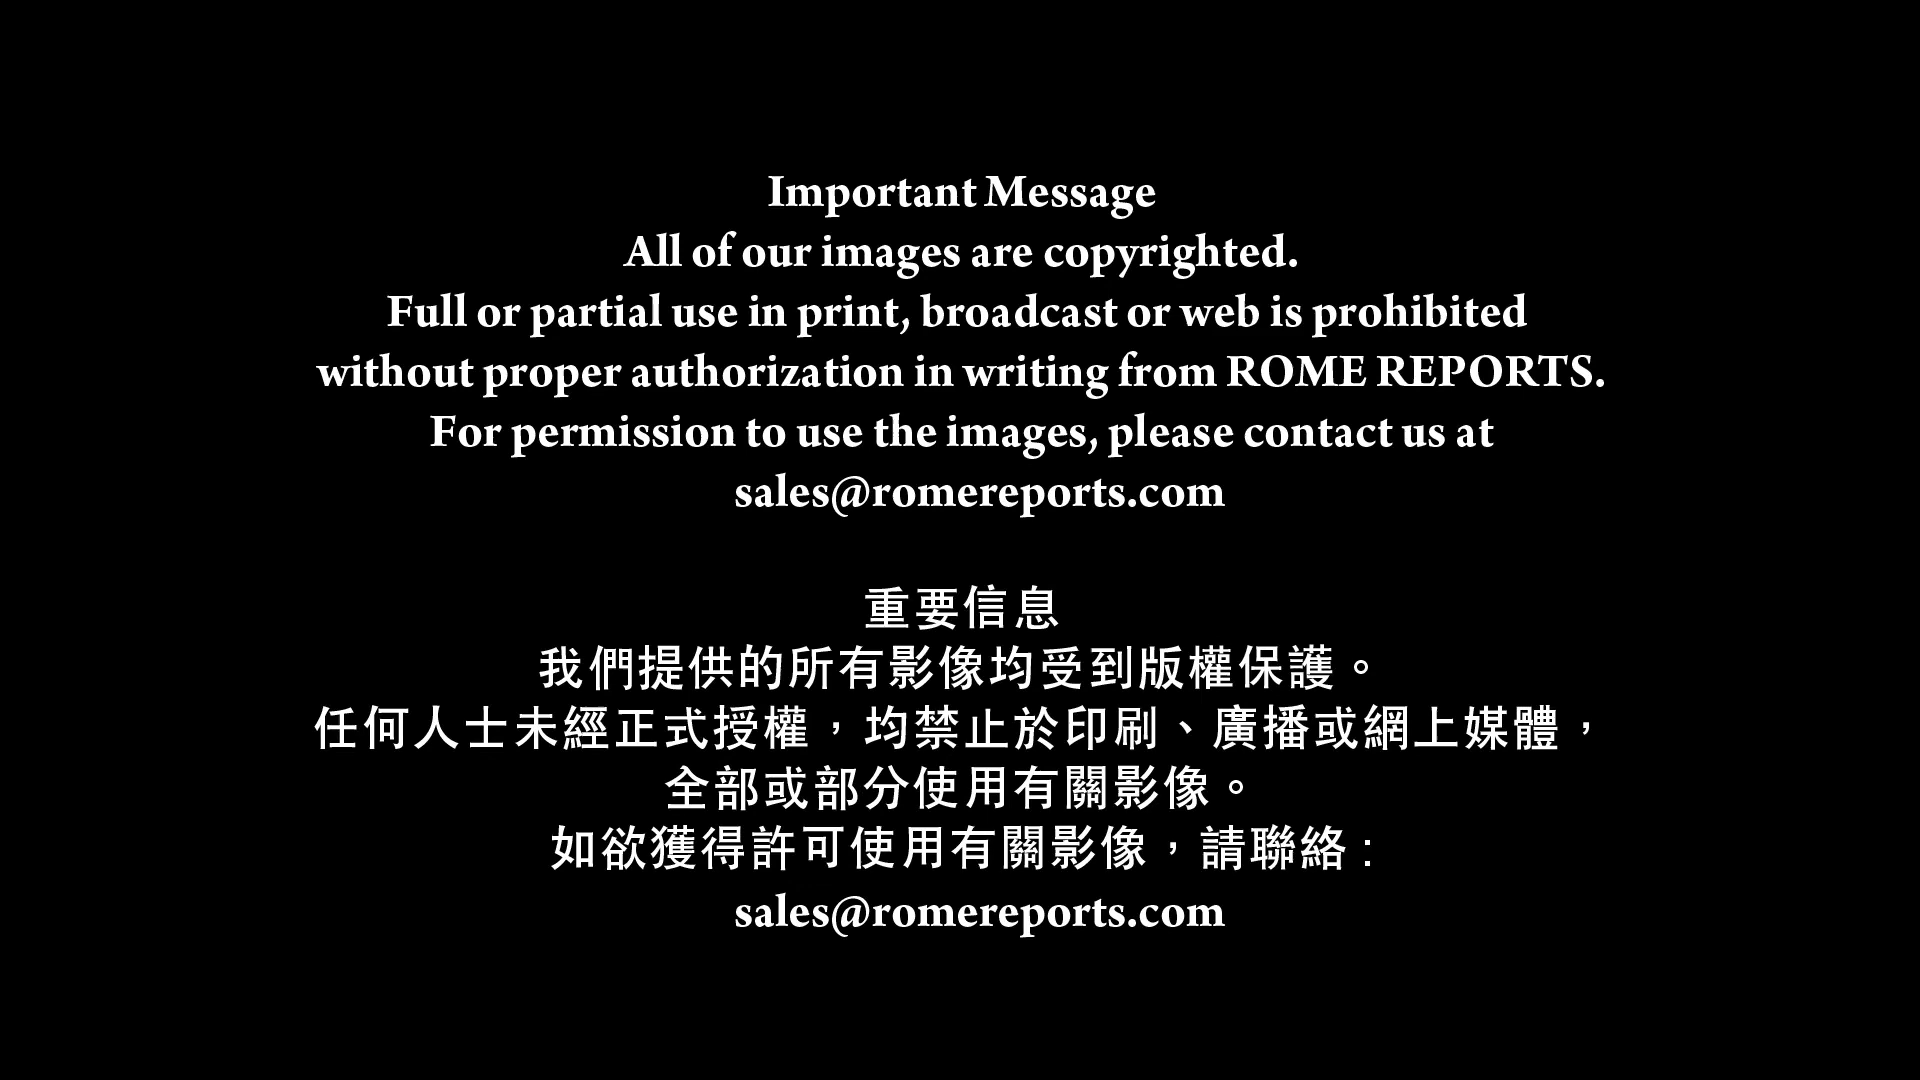 Important Message
All of our images are copyrighted.
Full or partial use in print, broadcast or web is prohibited
without proper authorization in writing from ROME REPORTS.
For permission to use the images, please contact us at
sales@romereports.com
重要信息
我們提供的所有影像均受到版權保護。
任何人士未經正式授權，均禁止於印刷、廣播或網上媒體，
全部或部分使用有關影像。
如欲獲得許可使用有關影像，請聯絡：
sales@romereports.com